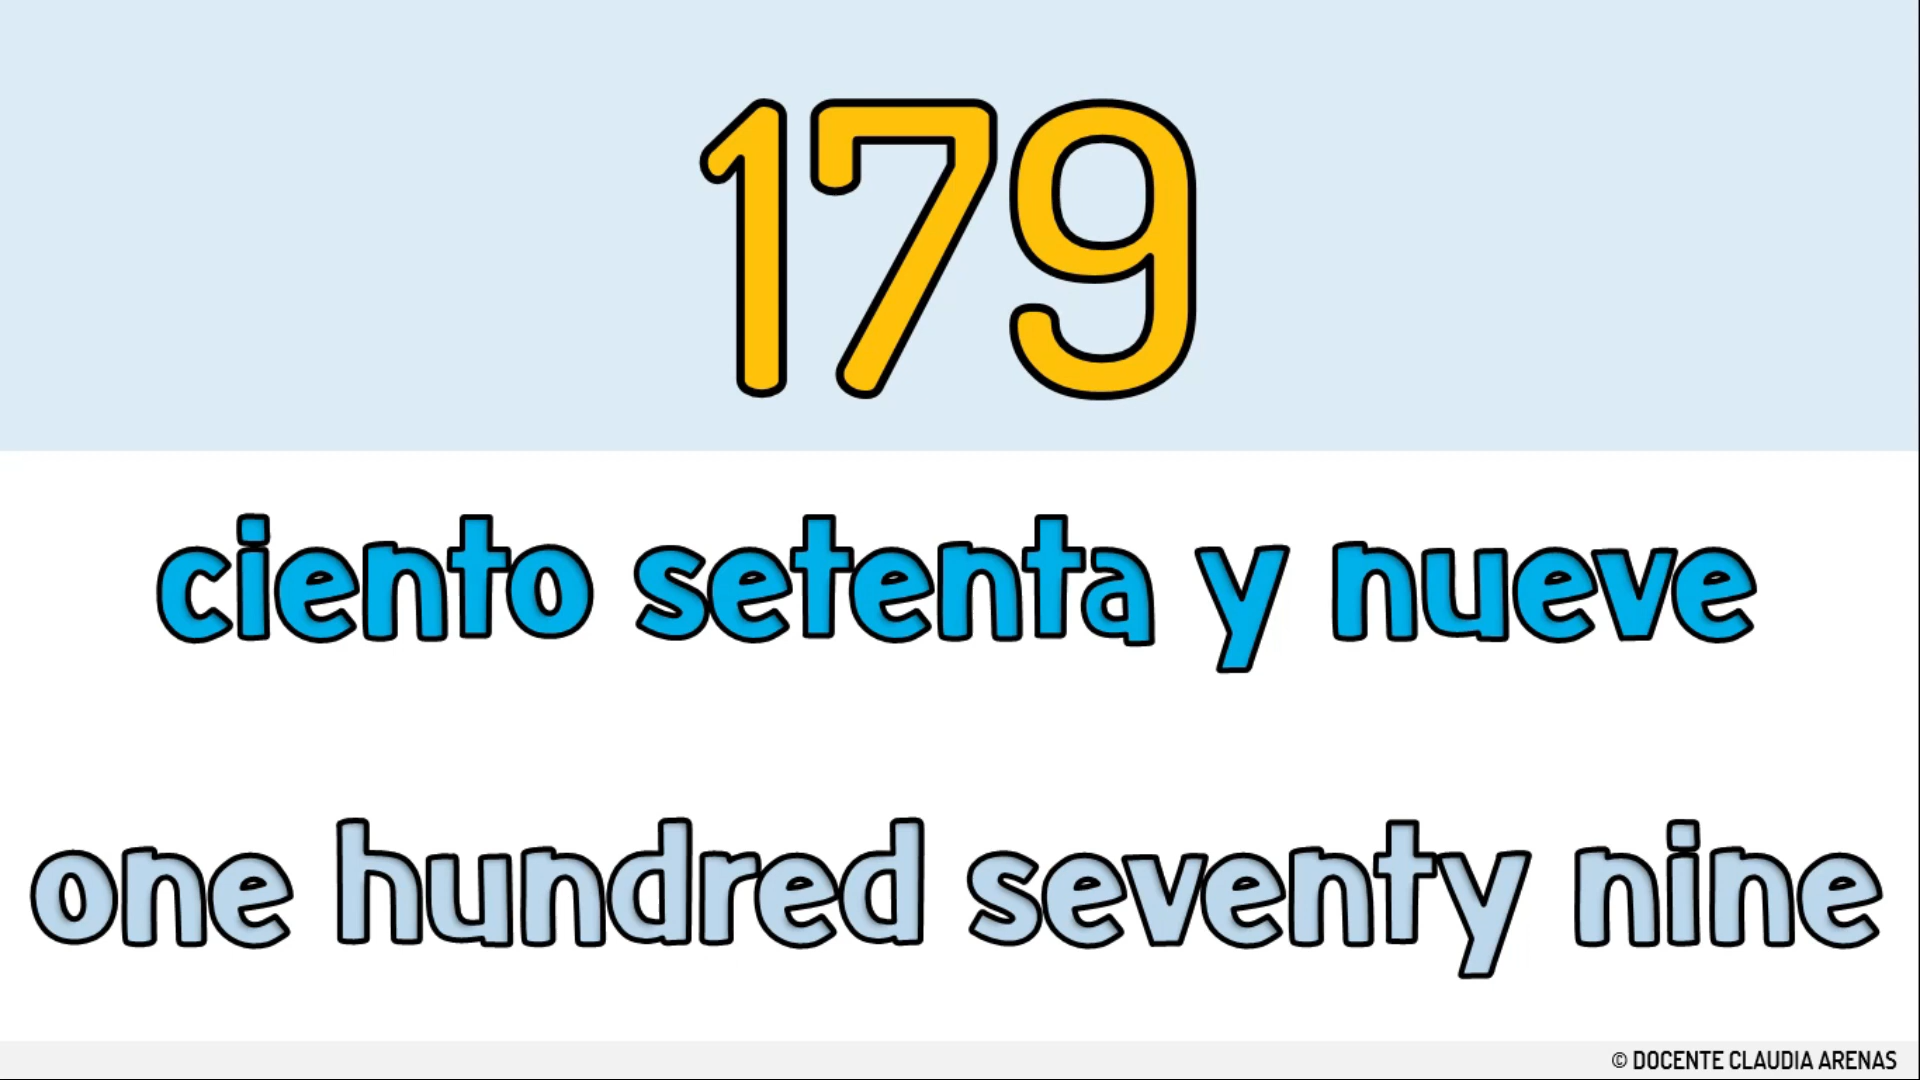 179
ciento setenta y nueve
one hundred seventy nine
© DOCENTE CLAUDIA ARENAS